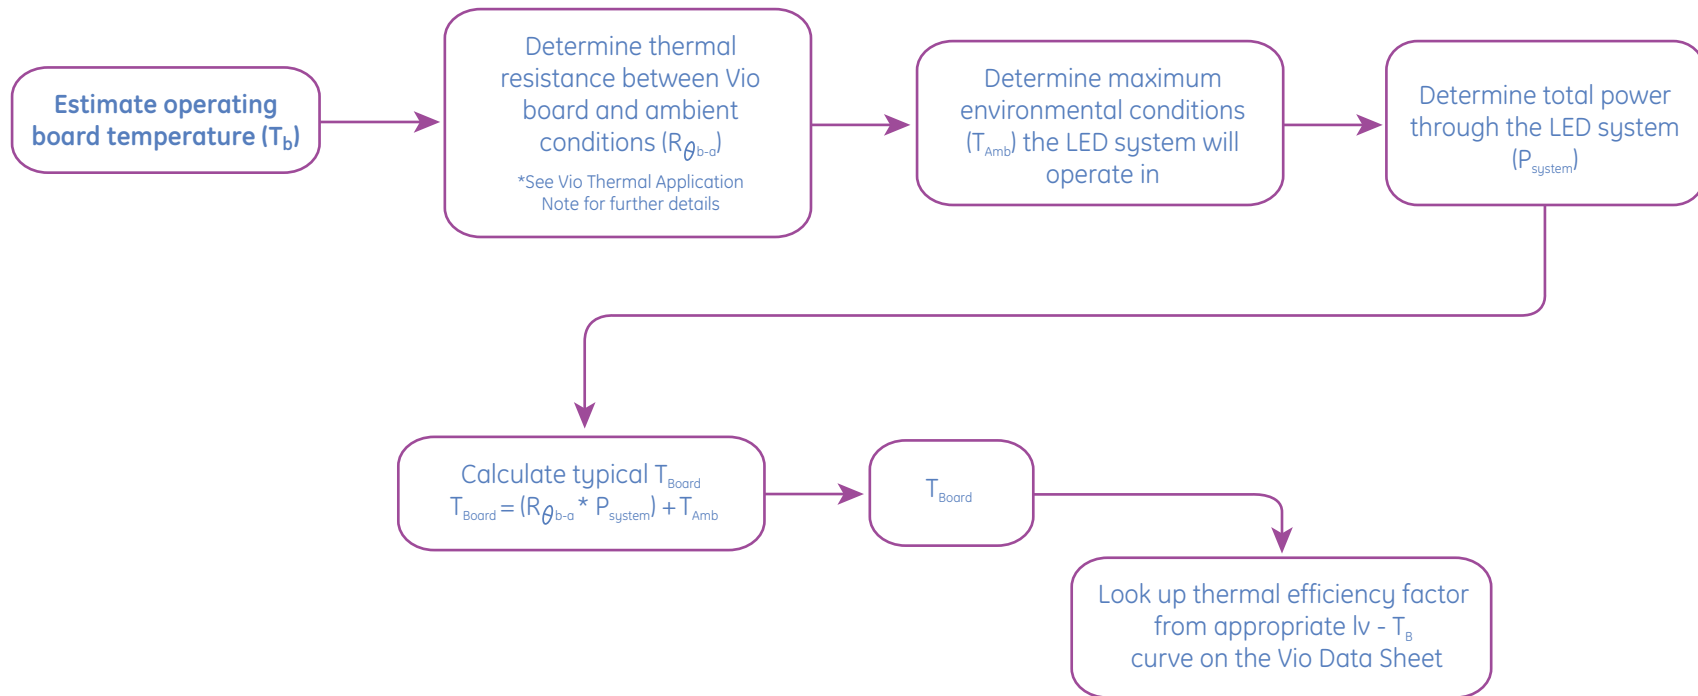 Estimate operating
board temperature (Tb)
Determine thermal
resistance between Vio
board and ambient
conditions (Rθb-a)
*See Vio Thermal Application
Note for further details
Determine maximum
environmental conditions
(TAmb) the LED system will
operate in
Determine total power
through the LED system
(Psystem)
Calculate typical TBoard
TBoard = (Rθb-a * Psystem) + TAmb
TBoard
Look up thermal efficiency factor
from appropriate lv - TB
curve on the Vio Data Sheet